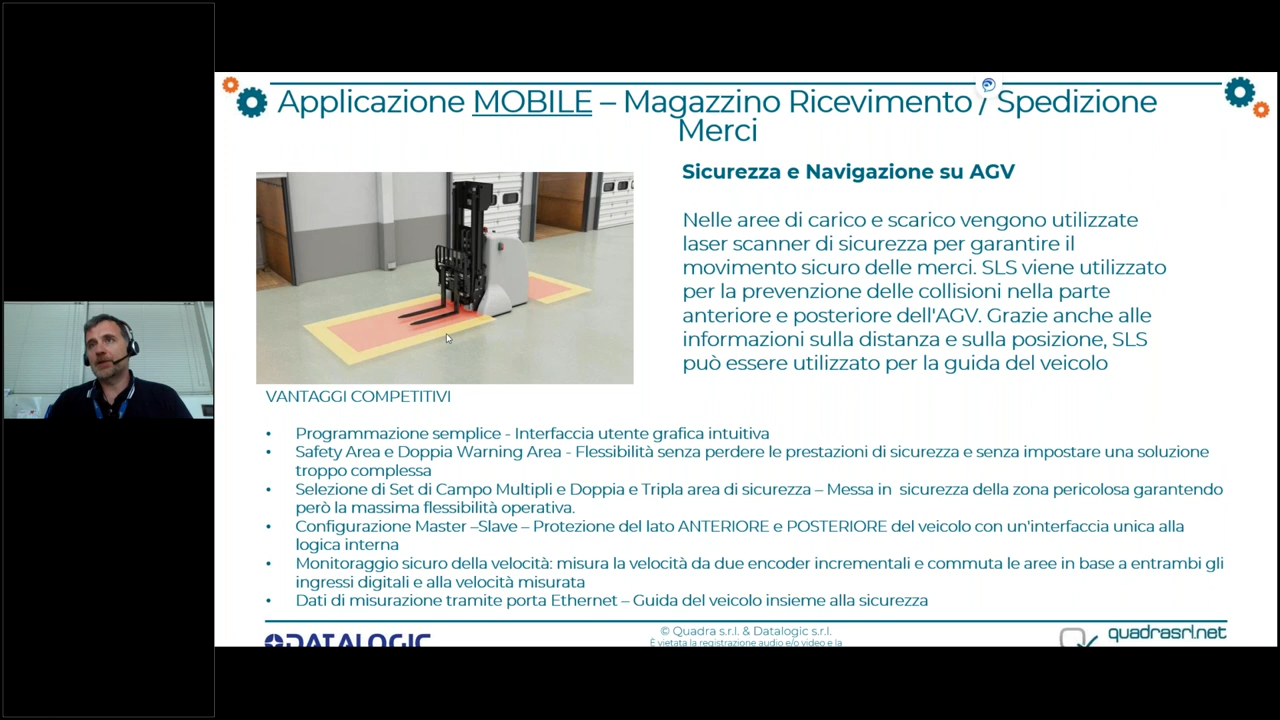 Applicazione MOBILE – Magazzino Ricevimento / Spedizione
Merci
Sicurezza e Navigazione su AGV
Nelle aree di carico e scarico vengono utilizzate
laser scanner di sicurezza per garantire il
movimento sicuro delle merci. SLS viene utilizzato
per la prevenzione delle collisioni nella parte
anteriore e posteriore dell'AGV. Grazie anche alle
informazioni sulla distanza e sulla posizione, SLS
può essere utilizzato per la guida del veicolo
VANTAGGI COMPETITIVI
• Programmazione semplice - Interfaccia utente grafica intuitiva
• Safety Area e Doppia Warning Area - Flessibilità senza perdere le prestazioni di sicurezza e senza impostare una soluzione
troppo complessa
• Selezione di Set di Campo Multipli e Doppia e Tripla area di sicurezza – Messa in sicurezza della zona pericolosa garantendo
però la massima flessibilità operativa.
• Configurazione Master –Slave – Protezione del lato ANTERIORE e POSTERIORE del veicolo con un'interfaccia unica alla
logica interna
• Monitoraggio sicuro della velocità: misura la velocità da due encoder incrementali e commuta le aree in base a entrambi gli
ingressi digitali e alla velocità misurata
• Dati di misurazione tramite porta Ethernet – Guida del veicolo insieme alla sicurezza
DATALOGIC
© Quadra s.r.l. & Datalogic s.r.l.
È vietata la registrazione audio e/o video e la
quadrasrl.net